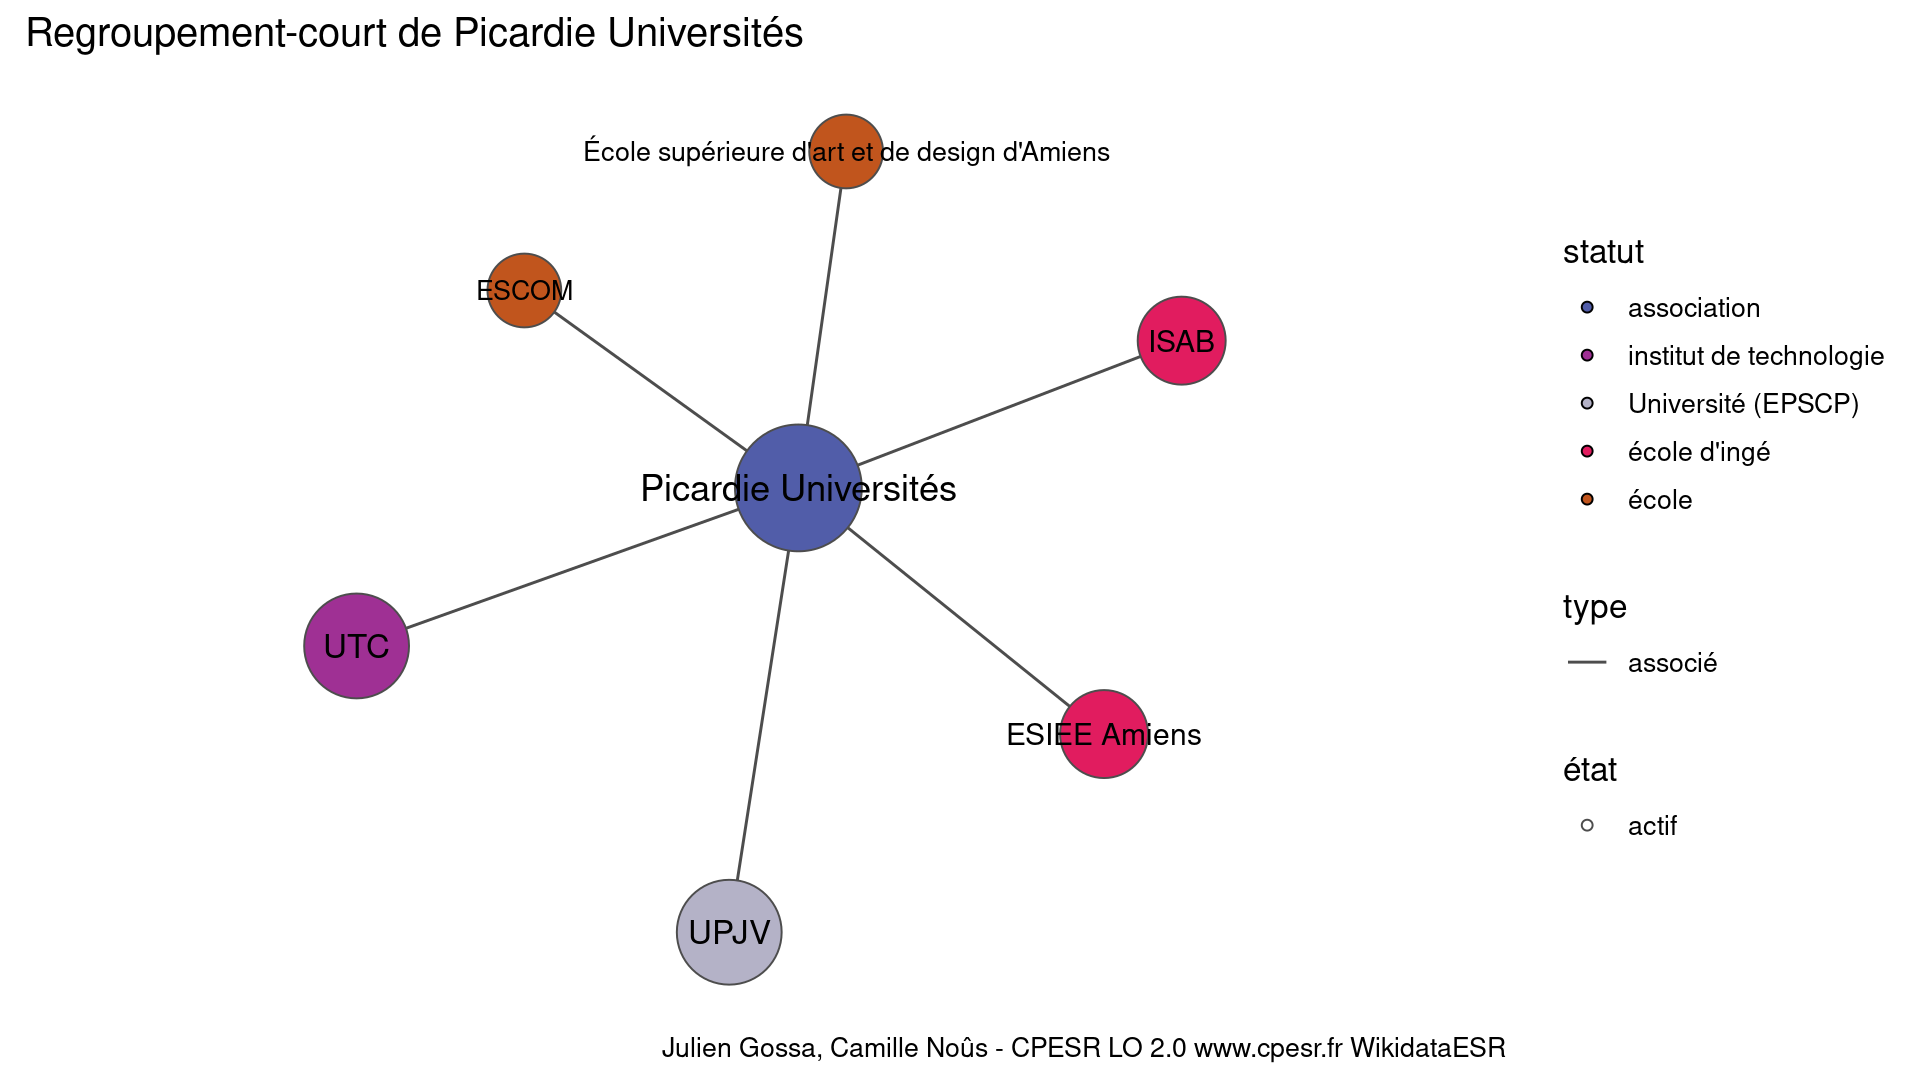 Regroupement-court de Picardie Universités
École supérieure d'art et de design d'Amiens
ESCOM
ISAB
Picardie Universités
UTC
ESIEE Amiens
UPJV
statut
association
institut de technologie
Université (EPSCP)
école d'ingé
école
type
associé
état
actif
Julien Gossa, Camille Noûs - CPESR LO 2.0 www.cpesr.fr WikidataESR